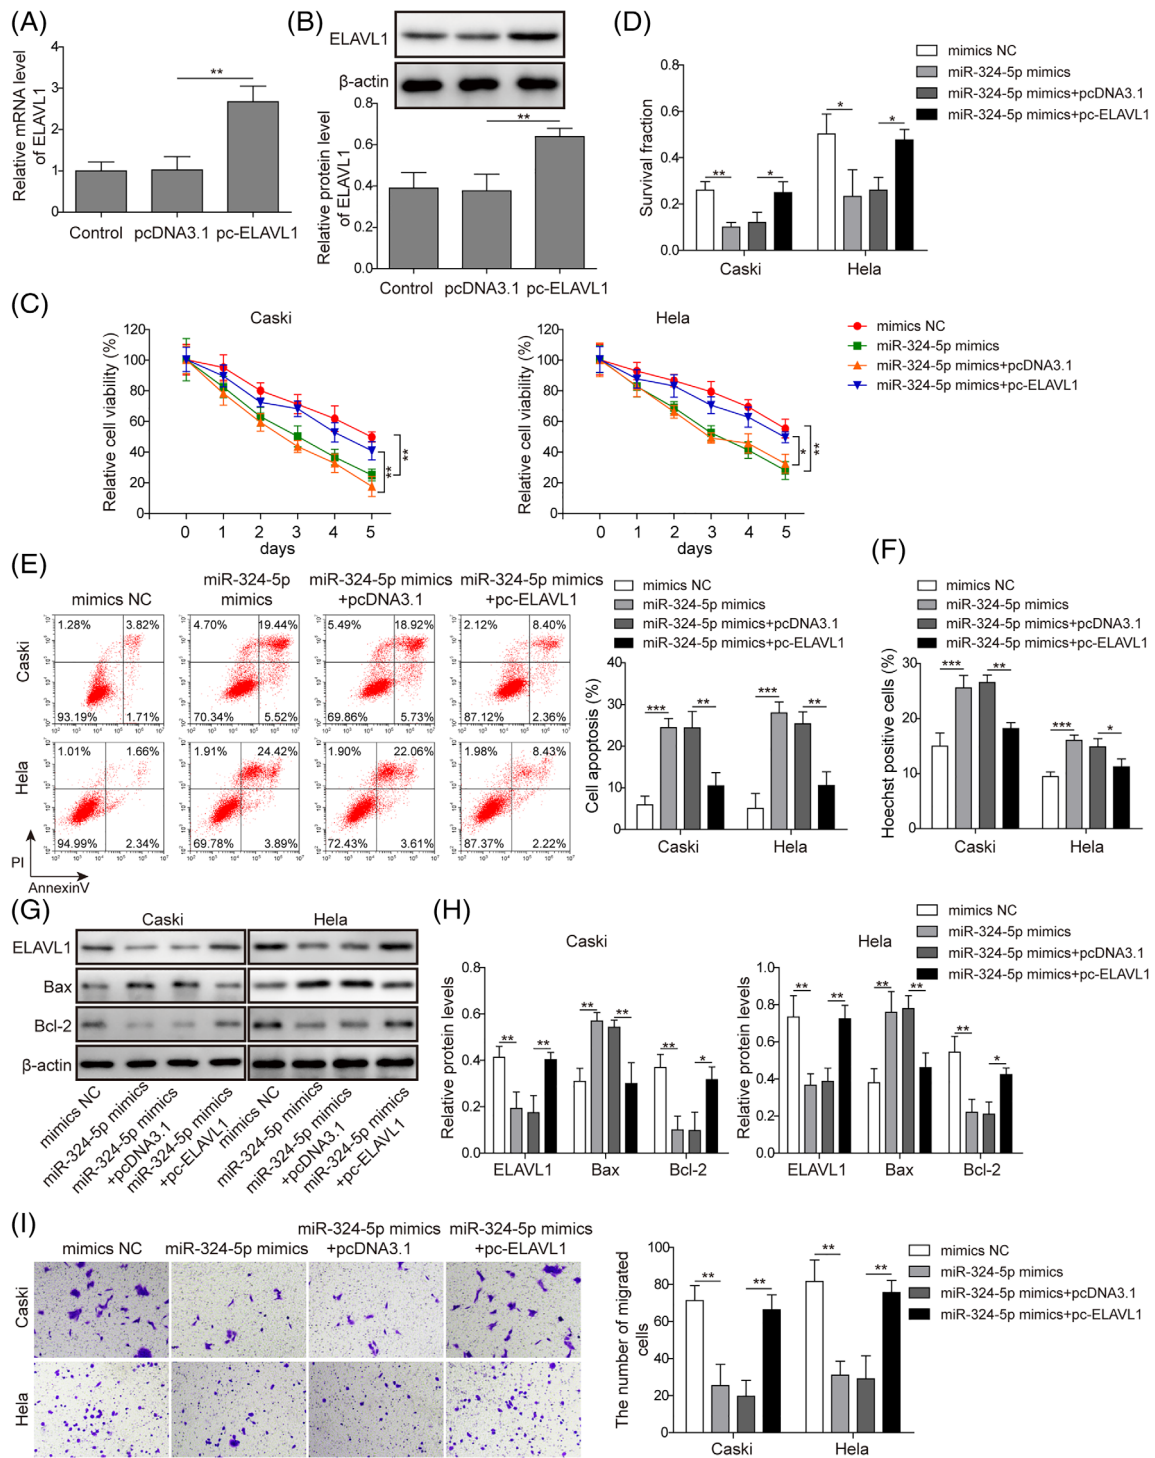 (A)
Relative mRNA level
of ELAVL1
4
3
2
1
0
**
Control
pcDNA3.1
pc-ELAVL1
(B)
ELAVL1
β-actin
Relative protein level
of ELAVL1
0.8
0.6
0.4
0.2
0.0
**
Control
pcDNA3.1
pc-ELAVL1
(D)
Survival fraction
0.8
0.6
0.4
0.2
0.0
**
*
*
*
Caski
Hela
mimics NC
miR-324-5p mimics
miR-324-5p mimics+pcDNA3.1
miR-324-5p mimics+pc-ELAVL1
(C)
Caski
Relative cell viability (%)
120
100
80
60
40
20
0
0 1 2 3 4 5
days
**
**
Hela
Relative cell viability (%)
120
100
80
60
40
20
0
0 1 2 3 4 5
days
*
**
mimics NC
miR-324-5p mimics
miR-324-5p mimics+pcDNA3.1
miR-324-5p mimics+pc-ELAVL1
(E)
mimics NC
miR-324-5p
mimics
miR-324-5p mimics
+pcDNA3.1
miR-324-5p mimics
+pc-ELAVL1
Caski
1.28% 3.82%
93.19% 1.71%
4.70% 19.44%
70.34% 5.52%
5.49% 18.92%
69.86% 5.73%
2.12% 8.40%
87.12% 2.36%
Hela
1.01% 1.66%
94.99% 2.34%
1.91% 24.42%
69.78% 3.89%
1.90% 22.06%
72.43% 3.61%
1.98% 8.43%
87.37% 2.22%
PI
AnnexinV
mimics NC
miR-324-5p mimics
miR-324-5p mimics+pcDNA3.1
miR-324-5p mimics+pc-ELAVL1
Cell apoptosis (%)
40
30
20
10
0
***
**
***
**
Caski
Hela
(F)
mimics NC
miR-324-5p mimics
miR-324-5p mimics+pcDNA3.1
miR-324-5p mimics+pc-ELAVL1
Hoechst positive cells (%)
30
20
10
0
***
**
***
*
Caski
Hela
(G)
Caski
Hela
ELAVL1
Bax
Bcl-2
β-actin
mimics NC
miR-324-5p mimics
miR-324-5p mimics
+pcDNA3.1
miR-324-5p mimics
+pc-ELAVL1
mimics NC
miR-324-5p mimics
miR-324-5p mimics
+pcDNA3.1
miR-324-5p mimics
+pc-ELAVL1
(H)
Caski
Relative protein levels
0.8
0.6
0.4
0.2
0.0
**
**
**
**
**
*
ELAVL1
Bax
Bcl-2
Hela
Relative protein levels
1.0
0.8
0.6
0.4
0.2
0.0
**
**
**
**
**
*
ELAVL1
Bax
Bcl-2
mimics NC
miR-324-5p mimics
miR-324-5p mimics+pcDNA3.1
miR-324-5p mimics+pc-ELAVL1
(I)
mimics NC
miR-324-5p mimics
miR-324-5p mimics
+pcDNA3.1
miR-324-5p mimics
+pc-ELAVL1
Caski
Hela
The number of migrated
cells
100
80
60
40
20
0
**
**
**
**
Caski
Hela
mimics NC
miR-324-5p mimics
miR-324-5p mimics+pcDNA3.1
miR-324-5p mimics+pc-ELAVL1